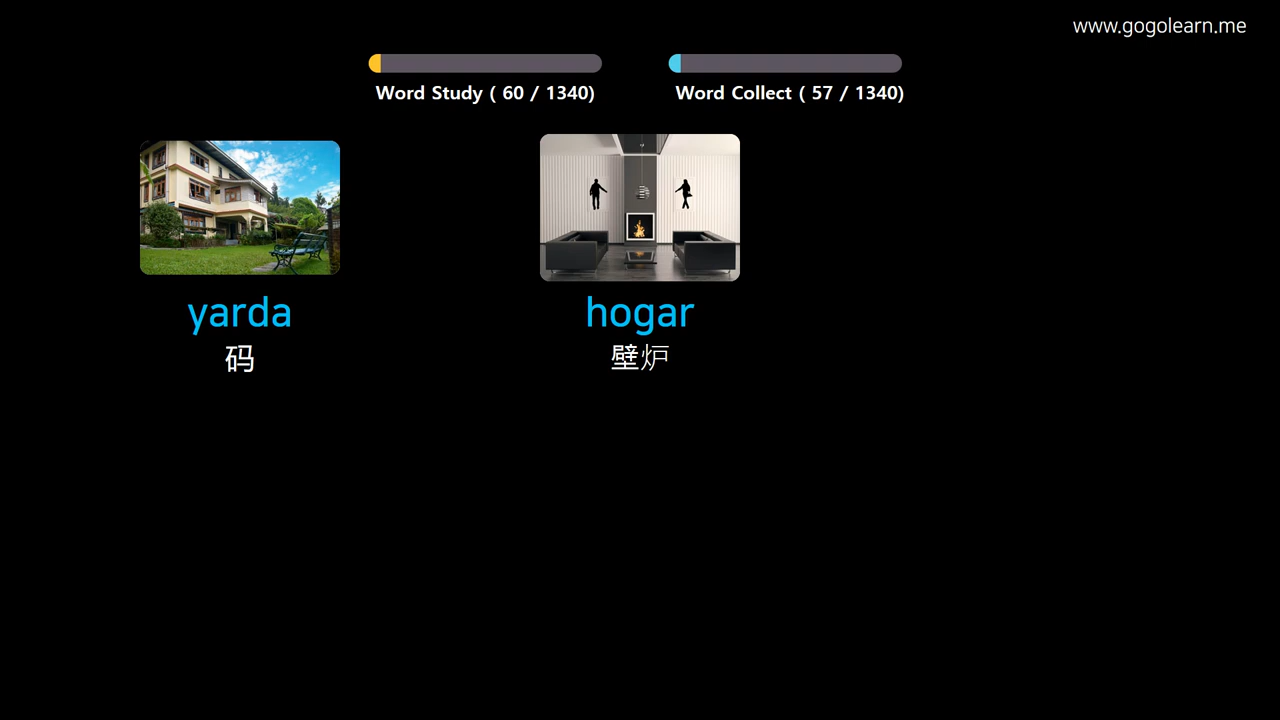 www.gogolearn.me
Word Study ( 60 / 1340)
Word Collect ( 57 / 1340)
yarda
码
hogar
壁炉